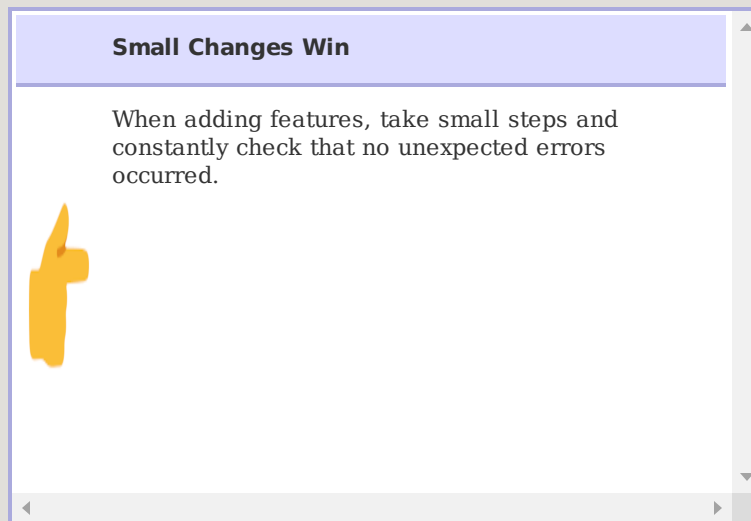 Small Changes Win
When adding features, take small steps and
constantly check that no unexpected errors
occurred.